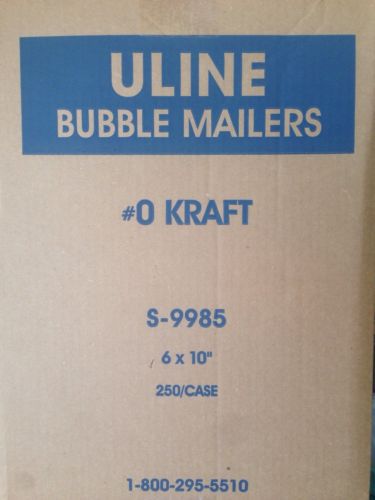 ULINE
BUBBLE MAILERS
#0 KRAFT
S-9985
6 x 10"
250/CASE
1-800-295-5510